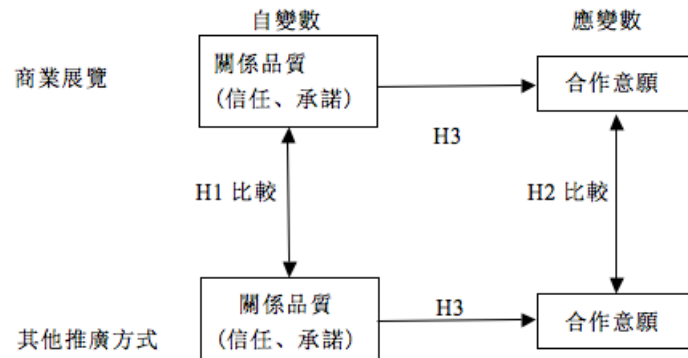 自變數
應變數
商業展覽
關係品質
(信任、承諾)
合作意願
H3
H1 比較
H2 比較
關係品質
(信任、承諾)
H3
合作意願
其他推廣方式